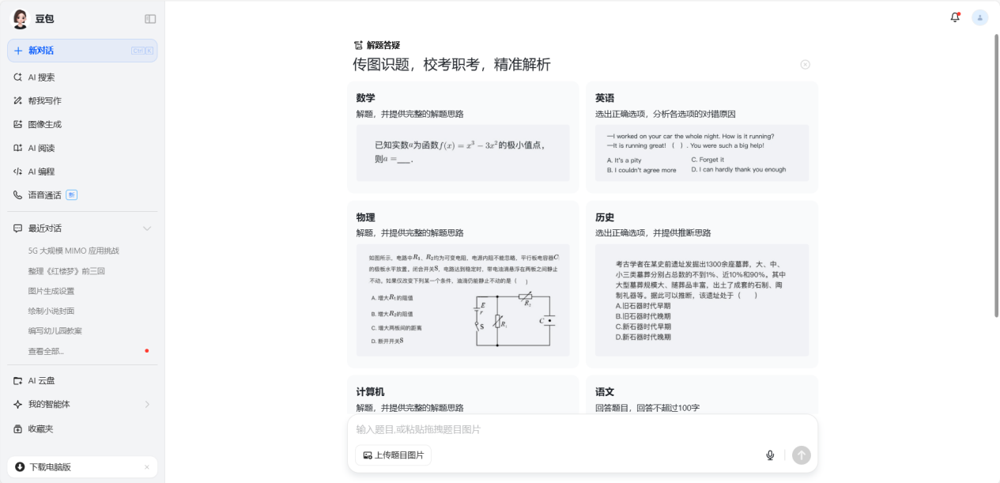 豆包
新对话 Ctrl K
AI 搜索
帮我写作
图像生成
AI 阅读
AI 编程
语音通话 新
最近对话
5G 大规模 MIMO 应用挑战
整理《红楼梦》前三回
图片生成设置
绘制小说封面
编写幼儿园教案
查看全部...
AI 云盘
我的智能体
收藏夹
下载电脑版
解题答疑
传图识题，校考职考，精准解析
数学
解题，并提供完整的解题思路
已知实数a为函数f(x) = x³ − 3x²的极小值点，
则a = ___.
英语
选出正确选项，分析各选项的对错原因
—I worked on your car the whole night. How is it running?
—It is running great! （ ）. You were such a big help!
A. It's a pity
C. Forget it
B. I couldn't agree more
D. I can hardly thank you enough
物理
解题，并提供完整的解题思路
如图所示，电路中R₁、R₂均为可变电阻，电源内阻不能忽略，平行板电容器C
的极板水平放置。闭合开关S，电路达到稳定时，带电油滴悬浮在两板之间静止
不动。如果仅改变下列某一个条件，油滴仍能静止不动的是（ ）
A. 增大R₁的阻值
B. 增大R₂的阻值
C. 增大两板间的距离
D. 断开开关S
E
r
S
R₁
R₂
C
历史
选出正确选项，并提供推断思路
考古学者在某史前遗址发掘出1300余座墓葬，大、中、
小三类墓葬分别占总数的不到1%、近10%和90%。其中
大型墓葬规模大、随葬品丰富，出土了成套的石制、陶
制礼器等。据此可以推断，该遗址处于（ ）
A.旧石器时代早期
B.旧石器时代晚期
C.新石器时代早期
D.新石器时代晚期
计算机
解题，并提供完整的解题思路
语文
回答题目，回答不超过100字
输入题目,或粘贴拖拽题目图片
上传题目图片